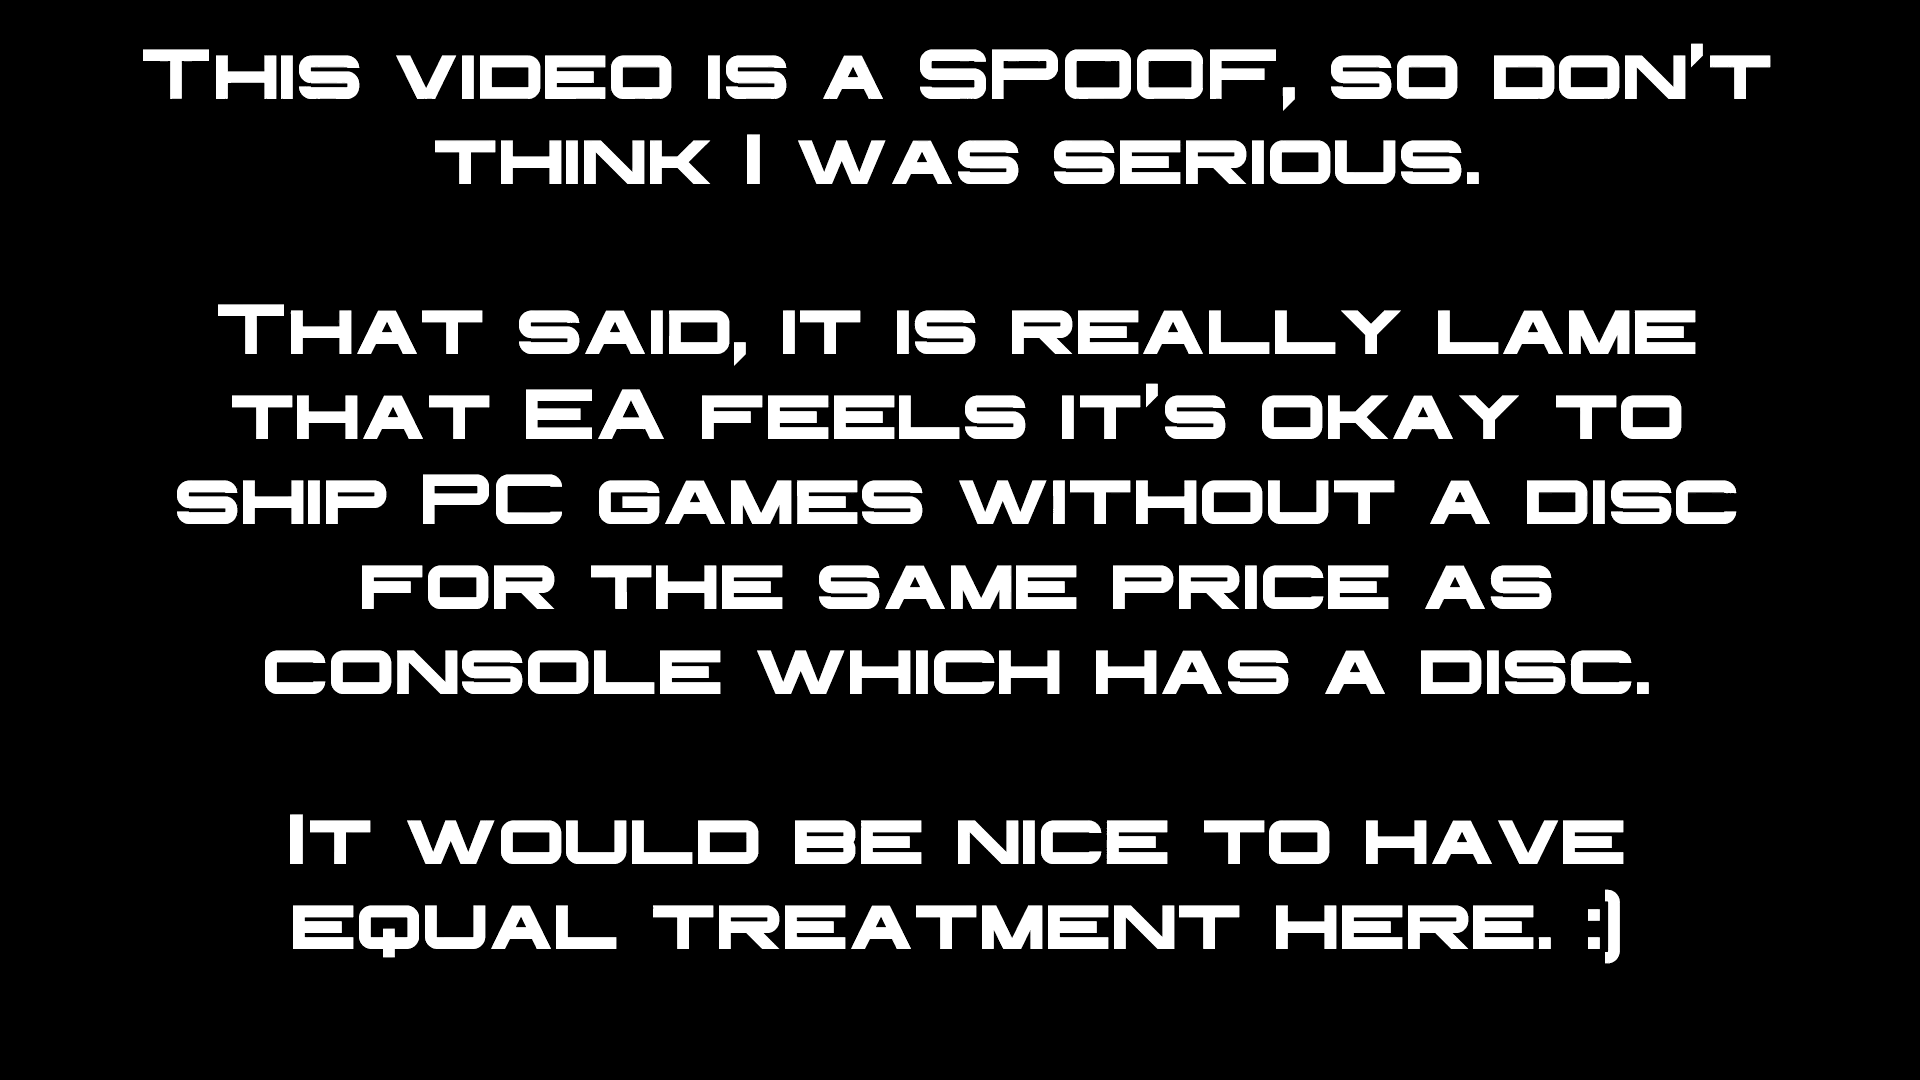 This video is a SPOOF, so don't
think I was serious.
That said, it is really lame
that EA feels it's okay to
ship PC games without a disc
for the same price as
console which has a disc.
It would be nice to have
equal treatment here. :)